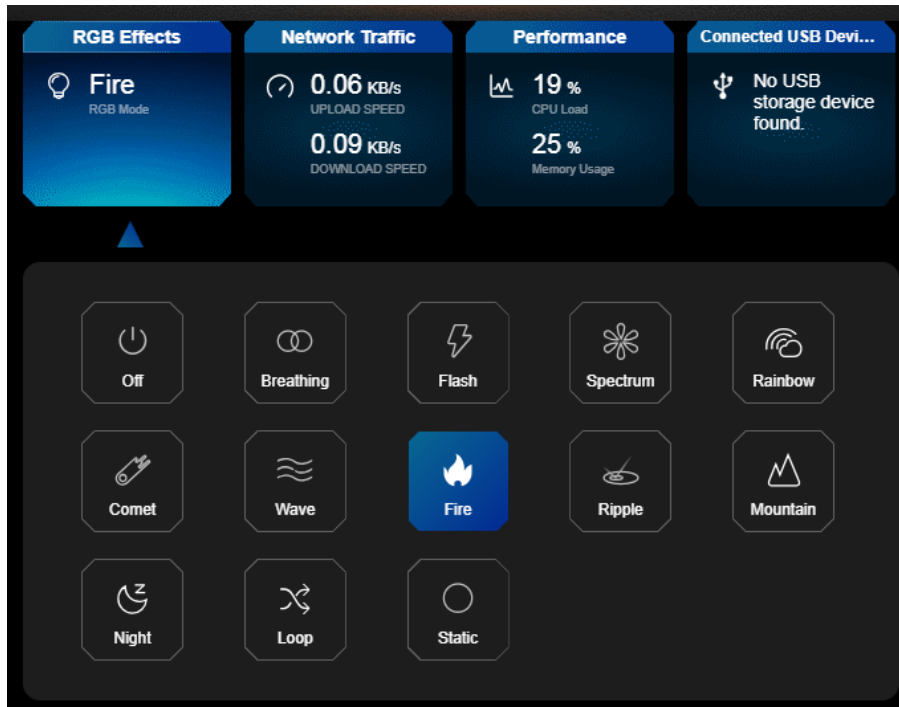 RGB Effects
Network Traffic
Performance
Connected USB Devi...
Fire
RGB Mode
0.06 KB/s
UPLOAD SPEED
0.09 KB/s
DOWNLOAD SPEED
19 %
CPU Load
25 %
Memory Usage
No USB
storage device
found.
Off
Breathing
Flash
Spectrum
Rainbow
Comet
Wave
Fire
Ripple
Mountain
Night
Loop
Static